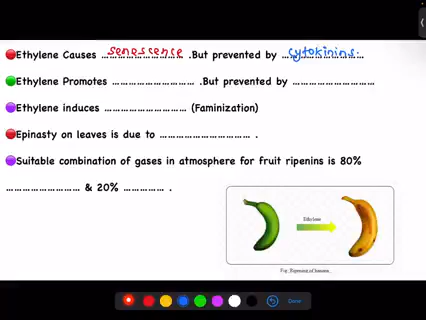 Ethylene Causes senescence .But prevented by cytokinins.
Ethylene Promotes ........................ .But prevented by ........................
Ethylene induces ........................ (Faminization)
Epinasty on leaves is due to ........................... .
Suitable combination of gases in atmosphere for fruit ripenins is 80%
...................... & 20% ............ .
Ethylene
Done